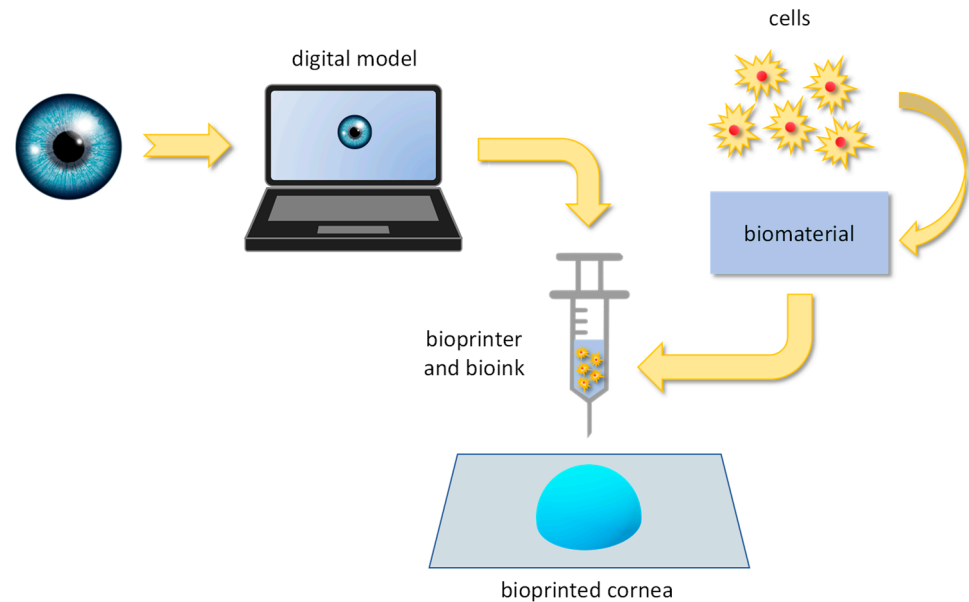 cells
digital model
biomaterial
bioprinter
and bioink
bioprinted cornea